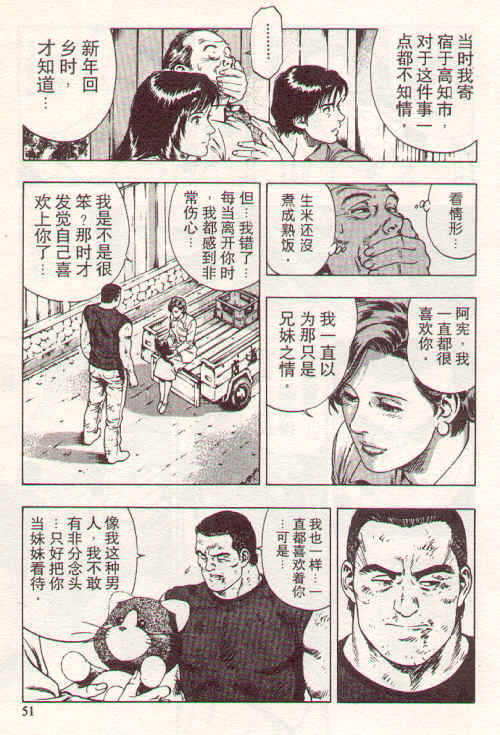 当时我寄
宿于高知市，
对于这件事一
点都不知情。
………
新年回
乡时，
才知道…
看情形…
生米还沒
煮成熟饭。
但…我错了…
每当离开你时
，我都感到非
常伤心…
我是不是很
笨？那时才
发觉自己喜
欢上你了…
阿宪，我
一直都很
喜欢你。
我一直以
为那只是
兄妹之情。
我也一样…一
直都喜欢着你
…可是…
像我这种男
人，我不敢
有非分念头
…只好把你
当妹妹看待。
51